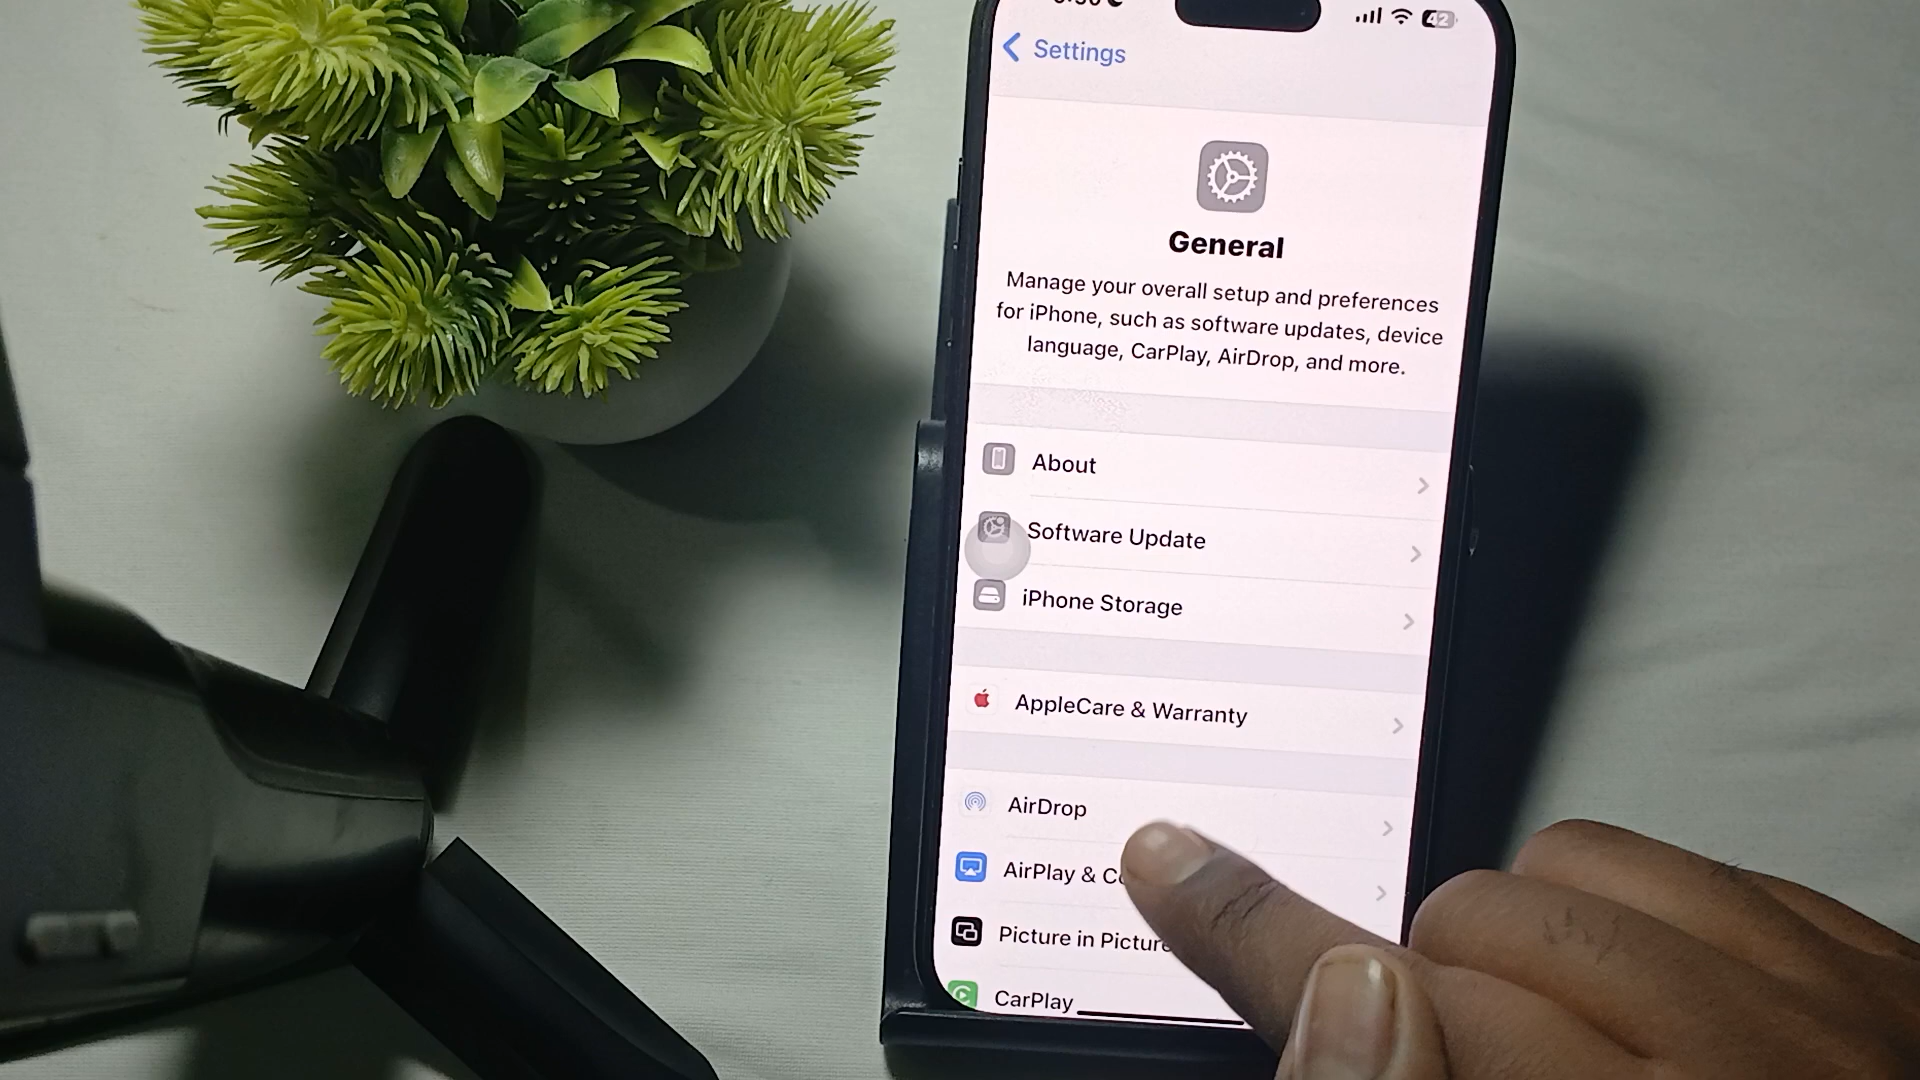 42
Settings
General
Manage your overall setup and preferences
for iPhone, such as software updates, device
language, CarPlay, AirDrop, and more.
About
Software Update
iPhone Storage
AppleCare & Warranty
AirDrop
AirPlay &
Picture in Picture
CarPlay